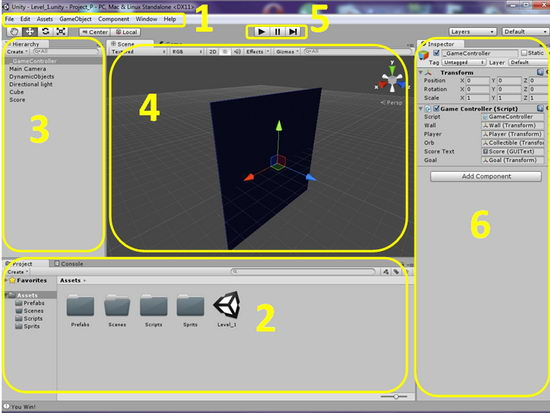 Unity - Level_1.unity - Project_P - PC, Mac & Linux Standalone <DX11>
File Edit Assets GameObject Component Window Help
1
5
Center Local
Layers Default
Hierarchy
Create All
_GameController
Main Camera
DynamicObjects
Directional light
Cube
Score
3
Scene
Textured RGB 2D Effects Gizmos All
4
y
x
Persp
Inspector
_GameController Static
Tag Untagged Layer Default
Transform
Position X 0 Y 0 Z 0
Rotation X 0 Y 0 Z 0
Scale X 1 Y 1 Z 1
Game Controller (Script)
Script GameController
Wall Wall (Transform)
Player Player (Transform)
Orb Collectible (Transfor
Score Text Score (GUIText)
Goal Goal (Transform)
Add Component
6
Project Console
Create
Favorites
Assets
Prefabs
Scenes
Scripts
Sprits
Assets
Prefabs Scenes Scripts Sprits Level_1
2
You Win!